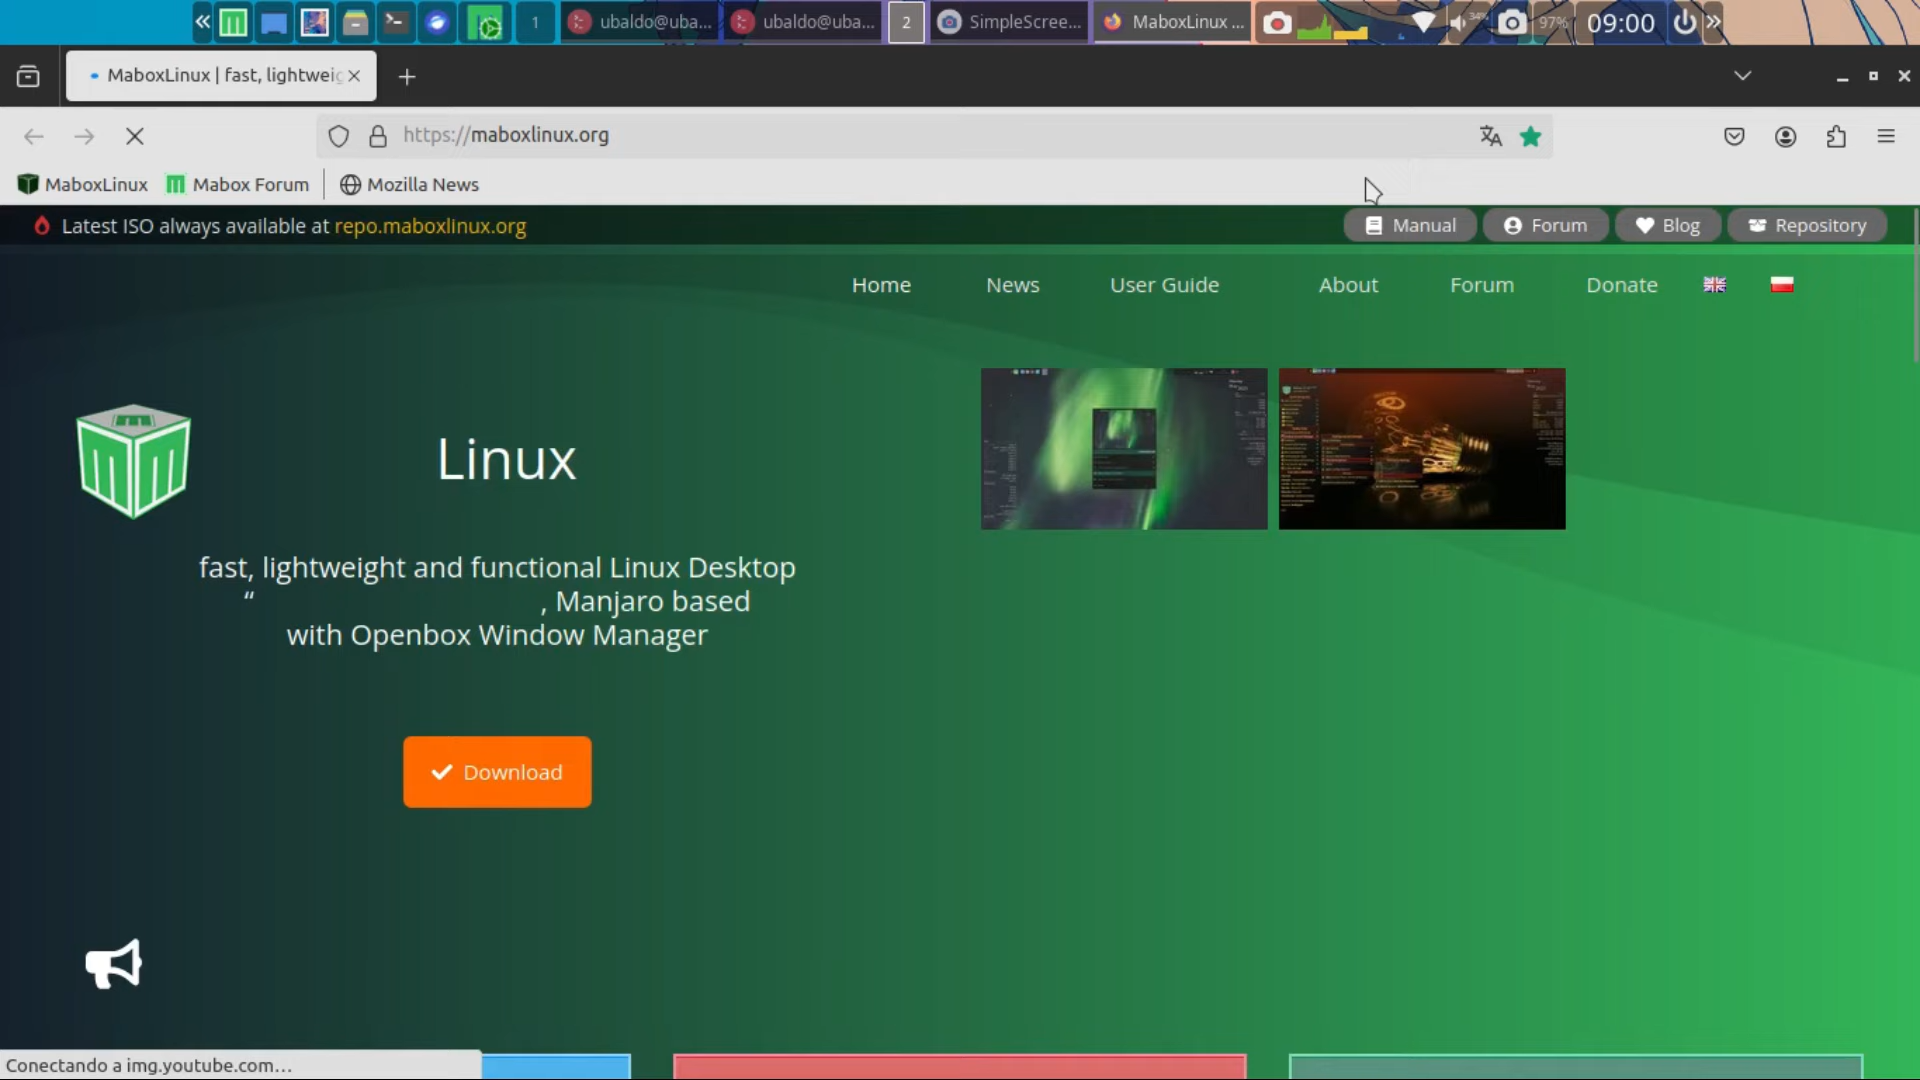 « 1 ubaldo@uba... ubaldo@uba... 2 SimpleScree... MaboxLinux ... 34% 97% 09:00 »
MaboxLinux | fast, lightweig
https://maboxlinux.org
MaboxLinux Mabox Forum Mozilla News
Latest ISO always available at repo.maboxlinux.org Manual Forum Blog Repository
Home News User Guide About Forum Donate
Linux
fast, lightweight and functional Linux Desktop
“ , Manjaro based
with Openbox Window Manager
Download
Conectando a img.youtube.com…